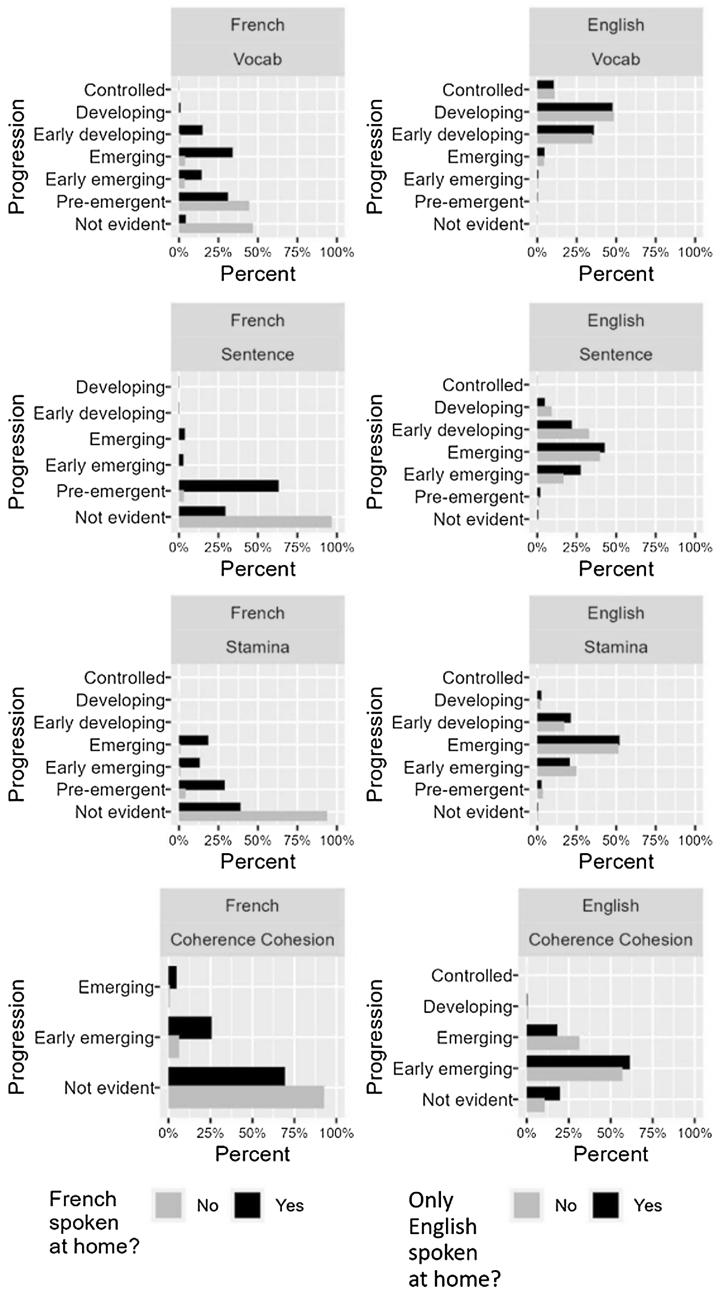 French
Vocab
Progression
Controlled
Developing
Early developing
Emerging
Early emerging
Pre-emergent
Not evident
0% 25% 50% 75% 100%
Percent
English
Vocab
Progression
Controlled
Developing
Early developing
Emerging
Early emerging
Pre-emergent
Not evident
0% 25% 50% 75% 100%
Percent
French
Sentence
Progression
Developing
Early developing
Emerging
Early emerging
Pre-emergent
Not evident
0% 25% 50% 75% 100%
Percent
English
Sentence
Progression
Controlled
Developing
Early developing
Emerging
Early emerging
Pre-emergent
Not evident
0% 25% 50% 75% 100%
Percent
French
Stamina
Progression
Controlled
Developing
Early developing
Emerging
Early emerging
Pre-emergent
Not evident
0% 25% 50% 75% 100%
Percent
English
Stamina
Progression
Controlled
Developing
Early developing
Emerging
Early emerging
Pre-emergent
Not evident
0% 25% 50% 75% 100%
Percent
French
Coherence Cohesion
Progression
Emerging
Early emerging
Not evident
0% 25% 50% 75% 100%
Percent
English
Coherence Cohesion
Progression
Controlled
Developing
Emerging
Early emerging
Not evident
0% 25% 50% 75% 100%
Percent
French
spoken
at home?
No Yes
Only
English
spoken
at home?
No Yes